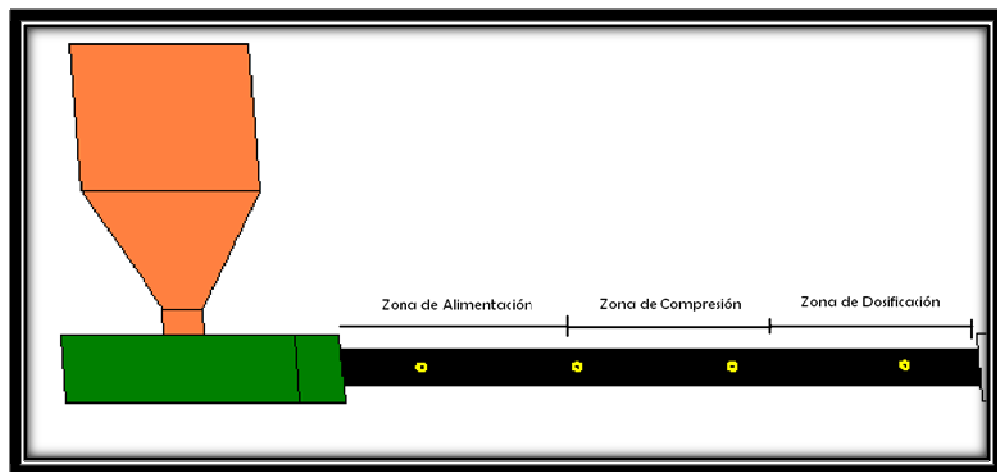 Zona de Alimentación
Zona de Compresión
Zona de Dosificación